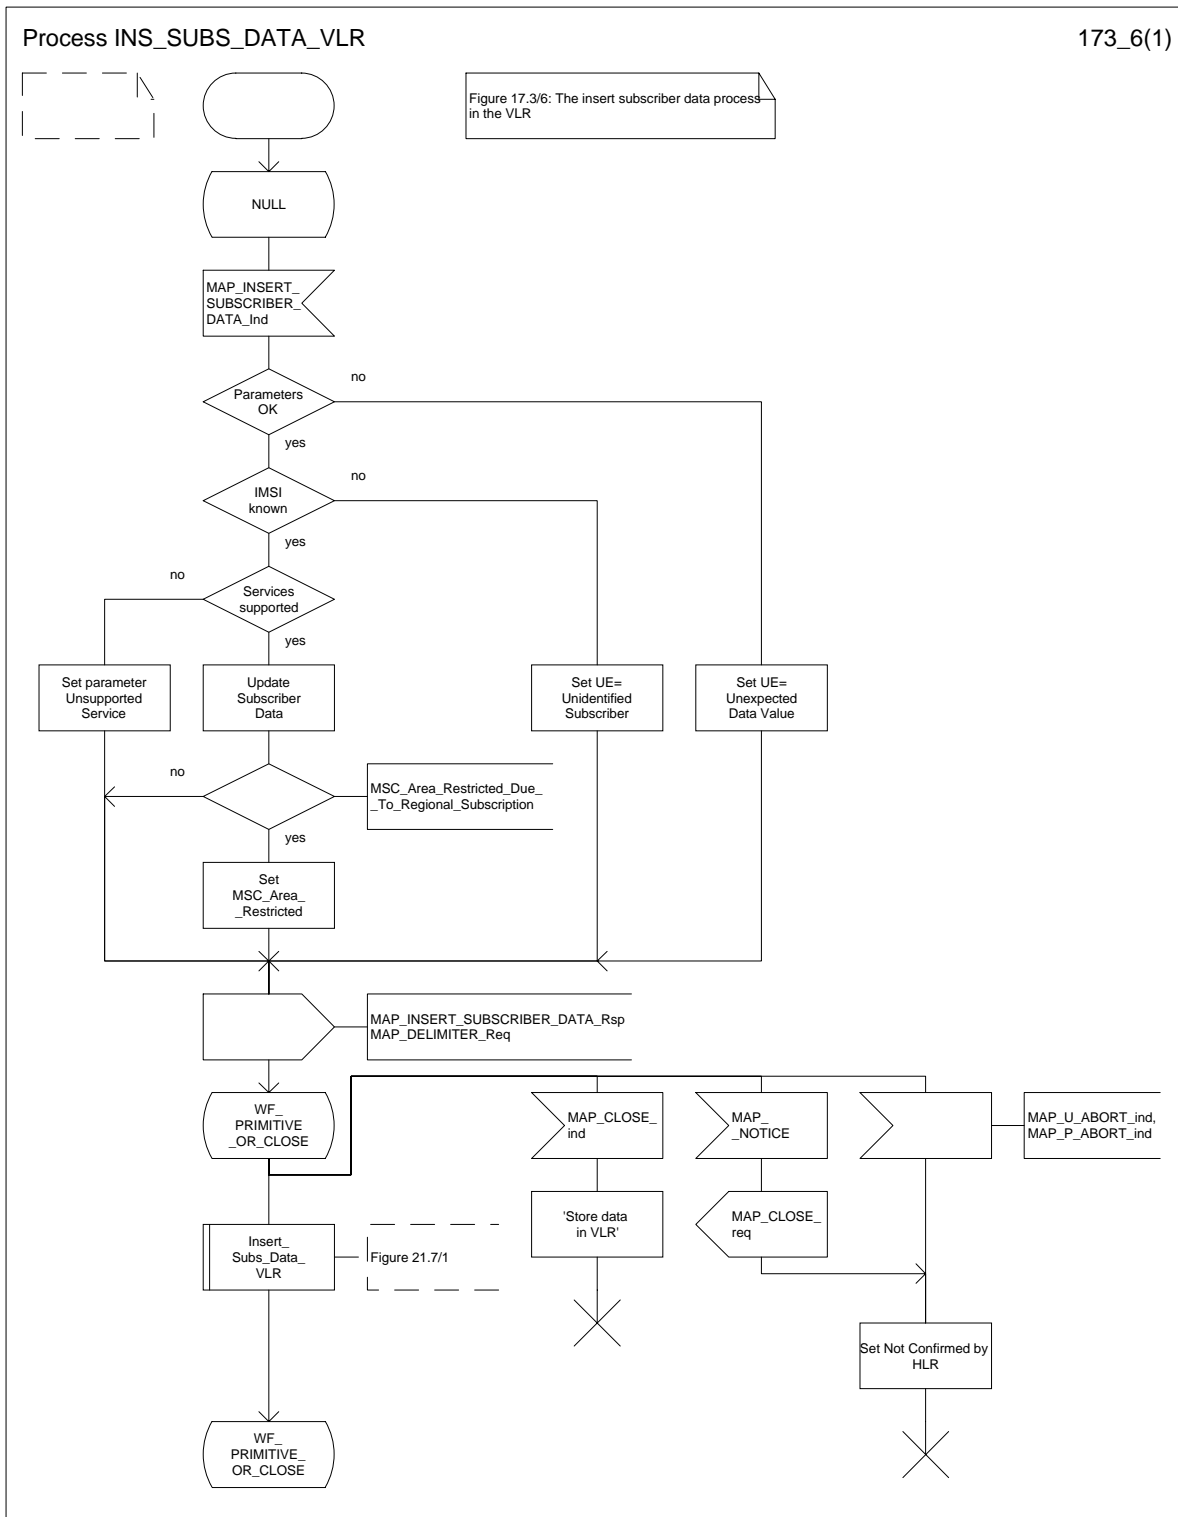 Process INS_SUBS_DATA_VLR
173_6(1)
Figure 17.3/6: The insert subscriber data process
in the VLR
NULL
MAP_INSERT_
SUBSCRIBER_
DATA_Ind
Parameters
OK
no
yes
IMSI
known
no
yes
Services
supported
no
yes
Set parameter
Unsupported
Service
Update
Subscriber
Data
Set UE=
Unidentified
Subscriber
Set UE=
Unexpected
Data Value
no
MSC_Area_Restricted_Due_
_To_Regional_Subscription
yes
Set
MSC_Area_
_Restricted
MAP_INSERT_SUBSCRIBER_DATA_Rsp
MAP_DELIMITER_Req
WF_
PRIMITIVE
_OR_CLOSE
MAP_CLOSE_
ind
MAP_
_NOTICE
MAP_U_ABORT_ind,
MAP_P_ABORT_ind
'Store data
in VLR'
MAP_CLOSE_
req
Insert_
Subs_Data_
VLR
Figure 21.7/1
Set Not Confirmed by
HLR
WF_
PRIMITIVE_
OR_CLOSE